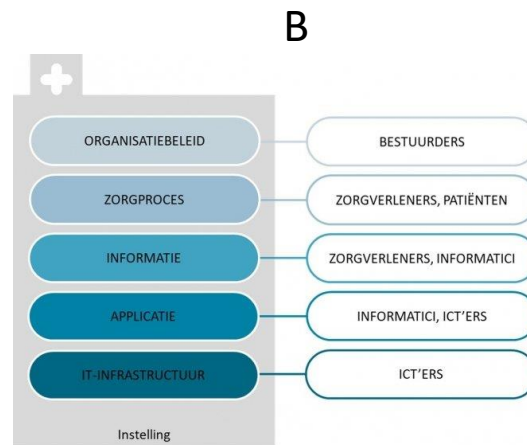 B
ORGANISATIEBELEID
BESTUURDERS
ZORGPROCES
ZORGVERLENERS, PATIËNTEN
INFORMATIE
ZORGVERLENERS, INFORMATICI
APPLICATIE
INFORMATICI, ICT'ERS
IT-INFRASTRUCTUUR
ICT'ERS
Instelling